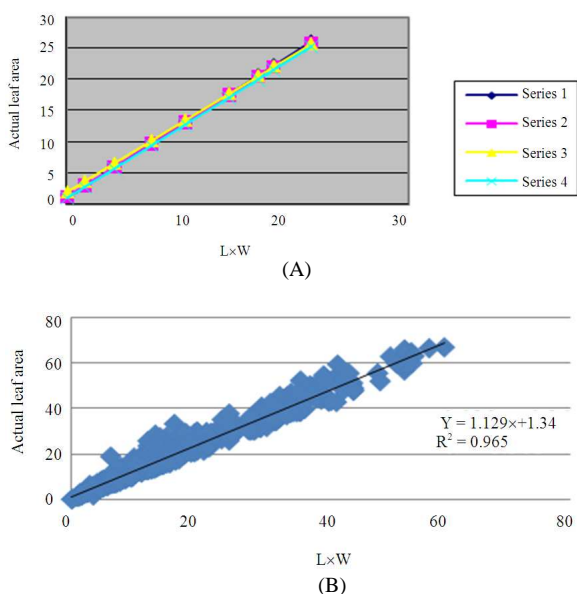 30
25
20
15
10
5
0
Actual leaf area
0 10 20 30
L×W
Series 1
Series 2
Series 3
Series 4
(A)
80
60
40
20
0
Actual leaf area
Y = 1.129×+1.34
R² = 0.965
0 20 40 60 80
L×W
(B)